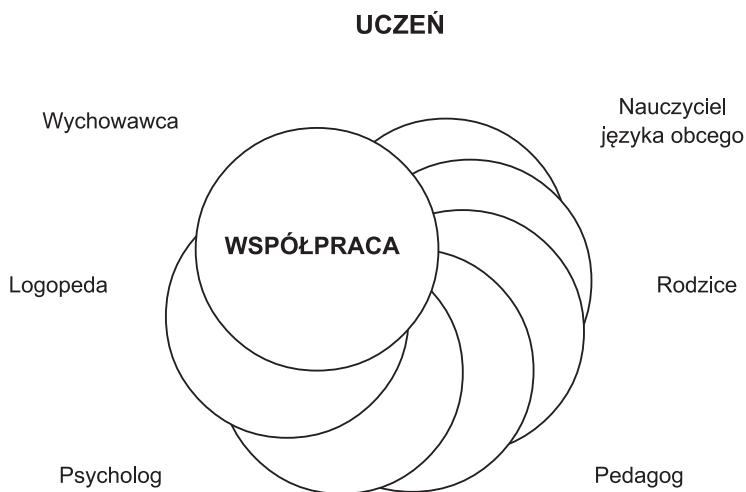 UCZEŃ
Wychowawca
Nauczyciel
języka obcego
WSPÓŁPRACA
Logopeda
Rodzice
Psycholog
Pedagog